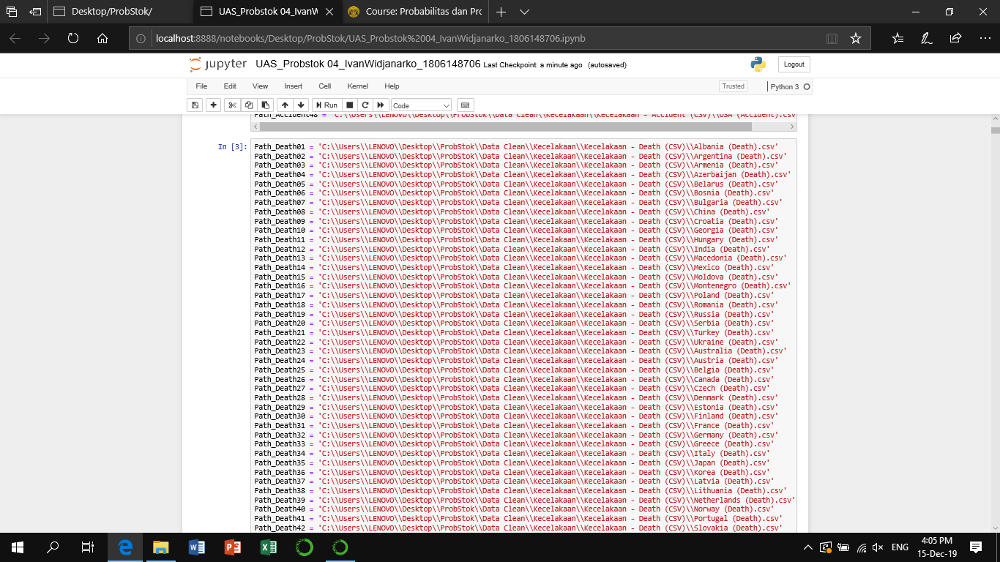 Desktop/ProbStok/
UAS_Probstok 04_IvanW
Course: Probabilitas dan Pro
localhost:8888/notebooks/Desktop/ProbStok/UAS_Probstok%2004_IvanWidjanarko_1806148706.ipynb
jupyter UAS_Probstok 04_IvanWidjanarko_1806148706 Last Checkpoint: a minute ago (autosaved)
Logout
File Edit View Insert Cell Kernel Help
Trusted
Python 3
Run
Code
Path_Accident48 = 'C:\\Users\\LENOVO\\Desktop\\ProbStok\\Data Clean\\Kecelakaan\\Kecelakaan - Accident (CSV)\\USA (Accident).csv
In [3]:
Path_Death01 = 'C:\\Users\\LENOVO\\Desktop\\ProbStok\\Data Clean\\Kecelakaan\\Kecelakaan - Death (CSV)\\Albania (Death).csv'
Path_Death02 = 'C:\\Users\\LENOVO\\Desktop\\ProbStok\\Data Clean\\Kecelakaan\\Kecelakaan - Death (CSV)\\Argentina (Death).csv'
Path_Death03 = 'C:\\Users\\LENOVO\\Desktop\\ProbStok\\Data Clean\\Kecelakaan\\Kecelakaan - Death (CSV)\\Armenia (Death).csv'
Path_Death04 = 'C:\\Users\\LENOVO\\Desktop\\ProbStok\\Data Clean\\Kecelakaan\\Kecelakaan - Death (CSV)\\Azerbaijan (Death).csv'
Path_Death05 = 'C:\\Users\\LENOVO\\Desktop\\ProbStok\\Data Clean\\Kecelakaan\\Kecelakaan - Death (CSV)\\Belarus (Death).csv'
Path_Death06 = 'C:\\Users\\LENOVO\\Desktop\\ProbStok\\Data Clean\\Kecelakaan\\Kecelakaan - Death (CSV)\\Bosnia (Death).csv'
Path_Death07 = 'C:\\Users\\LENOVO\\Desktop\\ProbStok\\Data Clean\\Kecelakaan\\Kecelakaan - Death (CSV)\\Bulgaria (Death).csv'
Path_Death08 = 'C:\\Users\\LENOVO\\Desktop\\ProbStok\\Data Clean\\Kecelakaan\\Kecelakaan - Death (CSV)\\China (Death).csv'
Path_Death09 = 'C:\\Users\\LENOVO\\Desktop\\ProbStok\\Data Clean\\Kecelakaan\\Kecelakaan - Death (CSV)\\Croatia (Death).csv'
Path_Death10 = 'C:\\Users\\LENOVO\\Desktop\\ProbStok\\Data Clean\\Kecelakaan\\Kecelakaan - Death (CSV)\\Georgia (Death).csv'
Path_Death11 = 'C:\\Users\\LENOVO\\Desktop\\ProbStok\\Data Clean\\Kecelakaan\\Kecelakaan - Death (CSV)\\Hungary (Death).csv'
Path_Death12 = 'C:\\Users\\LENOVO\\Desktop\\ProbStok\\Data Clean\\Kecelakaan\\Kecelakaan - Death (CSV)\\India (Death).csv'
Path_Death13 = 'C:\\Users\\LENOVO\\Desktop\\ProbStok\\Data Clean\\Kecelakaan\\Kecelakaan - Death (CSV)\\Macedonia (Death).csv'
Path_Death14 = 'C:\\Users\\LENOVO\\Desktop\\ProbStok\\Data Clean\\Kecelakaan\\Kecelakaan - Death (CSV)\\Mexico (Death).csv'
Path_Death15 = 'C:\\Users\\LENOVO\\Desktop\\ProbStok\\Data Clean\\Kecelakaan\\Kecelakaan - Death (CSV)\\Moldova (Death).csv'
Path_Death16 = 'C:\\Users\\LENOVO\\Desktop\\ProbStok\\Data Clean\\Kecelakaan\\Kecelakaan - Death (CSV)\\Montenegro (Death).csv'
Path_Death17 = 'C:\\Users\\LENOVO\\Desktop\\ProbStok\\Data Clean\\Kecelakaan\\Kecelakaan - Death (CSV)\\Poland (Death).csv'
Path_Death18 = 'C:\\Users\\LENOVO\\Desktop\\ProbStok\\Data Clean\\Kecelakaan\\Kecelakaan - Death (CSV)\\Romania (Death).csv'
Path_Death19 = 'C:\\Users\\LENOVO\\Desktop\\ProbStok\\Data Clean\\Kecelakaan\\Kecelakaan - Death (CSV)\\Russia (Death).csv'
Path_Death20 = 'C:\\Users\\LENOVO\\Desktop\\ProbStok\\Data Clean\\Kecelakaan\\Kecelakaan - Death (CSV)\\Serbia (Death).csv'
Path_Death21 = 'C:\\Users\\LENOVO\\Desktop\\ProbStok\\Data Clean\\Kecelakaan\\Kecelakaan - Death (CSV)\\Turkey (Death).csv'
Path_Death22 = 'C:\\Users\\LENOVO\\Desktop\\ProbStok\\Data Clean\\Kecelakaan\\Kecelakaan - Death (CSV)\\Ukraine (Death).csv'
Path_Death23 = 'C:\\Users\\LENOVO\\Desktop\\ProbStok\\Data Clean\\Kecelakaan\\Kecelakaan - Death (CSV)\\Australia (Death).csv'
Path_Death24 = 'C:\\Users\\LENOVO\\Desktop\\ProbStok\\Data Clean\\Kecelakaan\\Kecelakaan - Death (CSV)\\Austria (Death).csv'
Path_Death25 = 'C:\\Users\\LENOVO\\Desktop\\ProbStok\\Data Clean\\Kecelakaan\\Kecelakaan - Death (CSV)\\Belgia (Death).csv'
Path_Death26 = 'C:\\Users\\LENOVO\\Desktop\\ProbStok\\Data Clean\\Kecelakaan\\Kecelakaan - Death (CSV)\\Canada (Death).csv'
Path_Death27 = 'C:\\Users\\LENOVO\\Desktop\\ProbStok\\Data Clean\\Kecelakaan\\Kecelakaan - Death (CSV)\\Czech (Death).csv'
Path_Death28 = 'C:\\Users\\LENOVO\\Desktop\\ProbStok\\Data Clean\\Kecelakaan\\Kecelakaan - Death (CSV)\\Denmark (Death).csv'
Path_Death29 = 'C:\\Users\\LENOVO\\Desktop\\ProbStok\\Data Clean\\Kecelakaan\\Kecelakaan - Death (CSV)\\Estonia (Death).csv'
Path_Death30 = 'C:\\Users\\LENOVO\\Desktop\\ProbStok\\Data Clean\\Kecelakaan\\Kecelakaan - Death (CSV)\\Finland (Death).csv'
Path_Death31 = 'C:\\Users\\LENOVO\\Desktop\\ProbStok\\Data Clean\\Kecelakaan\\Kecelakaan - Death (CSV)\\France (Death).csv'
Path_Death32 = 'C:\\Users\\LENOVO\\Desktop\\ProbStok\\Data Clean\\Kecelakaan\\Kecelakaan - Death (CSV)\\Germany (Death).csv'
Path_Death33 = 'C:\\Users\\LENOVO\\Desktop\\ProbStok\\Data Clean\\Kecelakaan\\Kecelakaan - Death (CSV)\\Greece (Death).csv'
Path_Death34 = 'C:\\Users\\LENOVO\\Desktop\\ProbStok\\Data Clean\\Kecelakaan\\Kecelakaan - Death (CSV)\\Italy (Death).csv'
Path_Death35 = 'C:\\Users\\LENOVO\\Desktop\\ProbStok\\Data Clean\\Kecelakaan\\Kecelakaan - Death (CSV)\\Japan (Death).csv'
Path_Death36 = 'C:\\Users\\LENOVO\\Desktop\\ProbStok\\Data Clean\\Kecelakaan\\Kecelakaan - Death (CSV)\\Korea (Death).csv'
Path_Death37 = 'C:\\Users\\LENOVO\\Desktop\\ProbStok\\Data Clean\\Kecelakaan\\Kecelakaan - Death (CSV)\\Latvia (Death).csv'
Path_Death38 = 'C:\\Users\\LENOVO\\Desktop\\ProbStok\\Data Clean\\Kecelakaan\\Kecelakaan - Death (CSV)\\Lithuania (Death).csv'
Path_Death39 = 'C:\\Users\\LENOVO\\Desktop\\ProbStok\\Data Clean\\Kecelakaan\\Kecelakaan - Death (CSV)\\Netherlands (Death).csv'
Path_Death40 = 'C:\\Users\\LENOVO\\Desktop\\ProbStok\\Data Clean\\Kecelakaan\\Kecelakaan - Death (CSV)\\Norway (Death).csv'
Path_Death41 = 'C:\\Users\\LENOVO\\Desktop\\ProbStok\\Data Clean\\Kecelakaan\\Kecelakaan - Death (CSV)\\Portugal (Death).csv'
Path_Death42 = 'C:\\Users\\LENOVO\\Desktop\\ProbStok\\Data Clean\\Kecelakaan\\Kecelakaan - Death (CSV)\\Slovakia (Death).csv'
ENG
4:05 PM
15-Dec-19